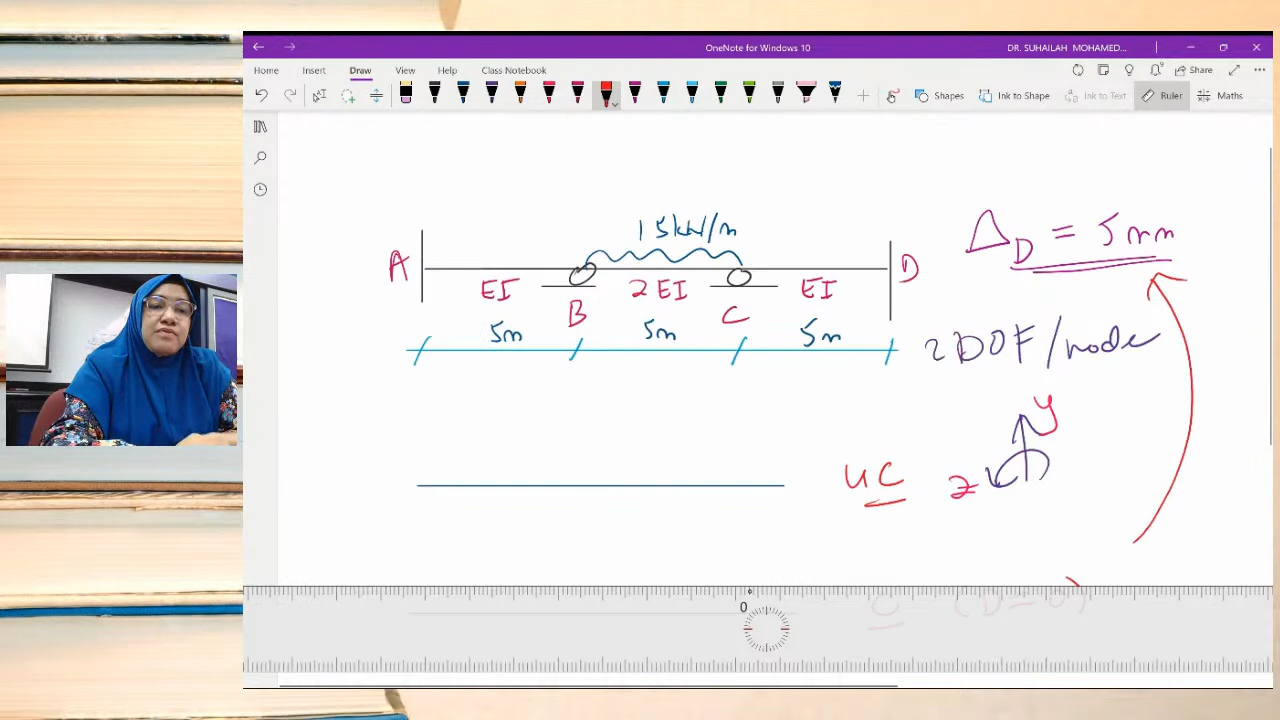 OneNote for Windows 10
DR. SUHAILAH MOHAMED...
Home Insert Draw View Help Class Notebook
Share
Shapes Ink to Shape Ink to Text Ruler Maths
15kN/m
A
EI
B
2EI
C
EI
D
5m 5m 5m
ΔD = 5mm
2DOF/node
y
UC
z
0
C (D=0)